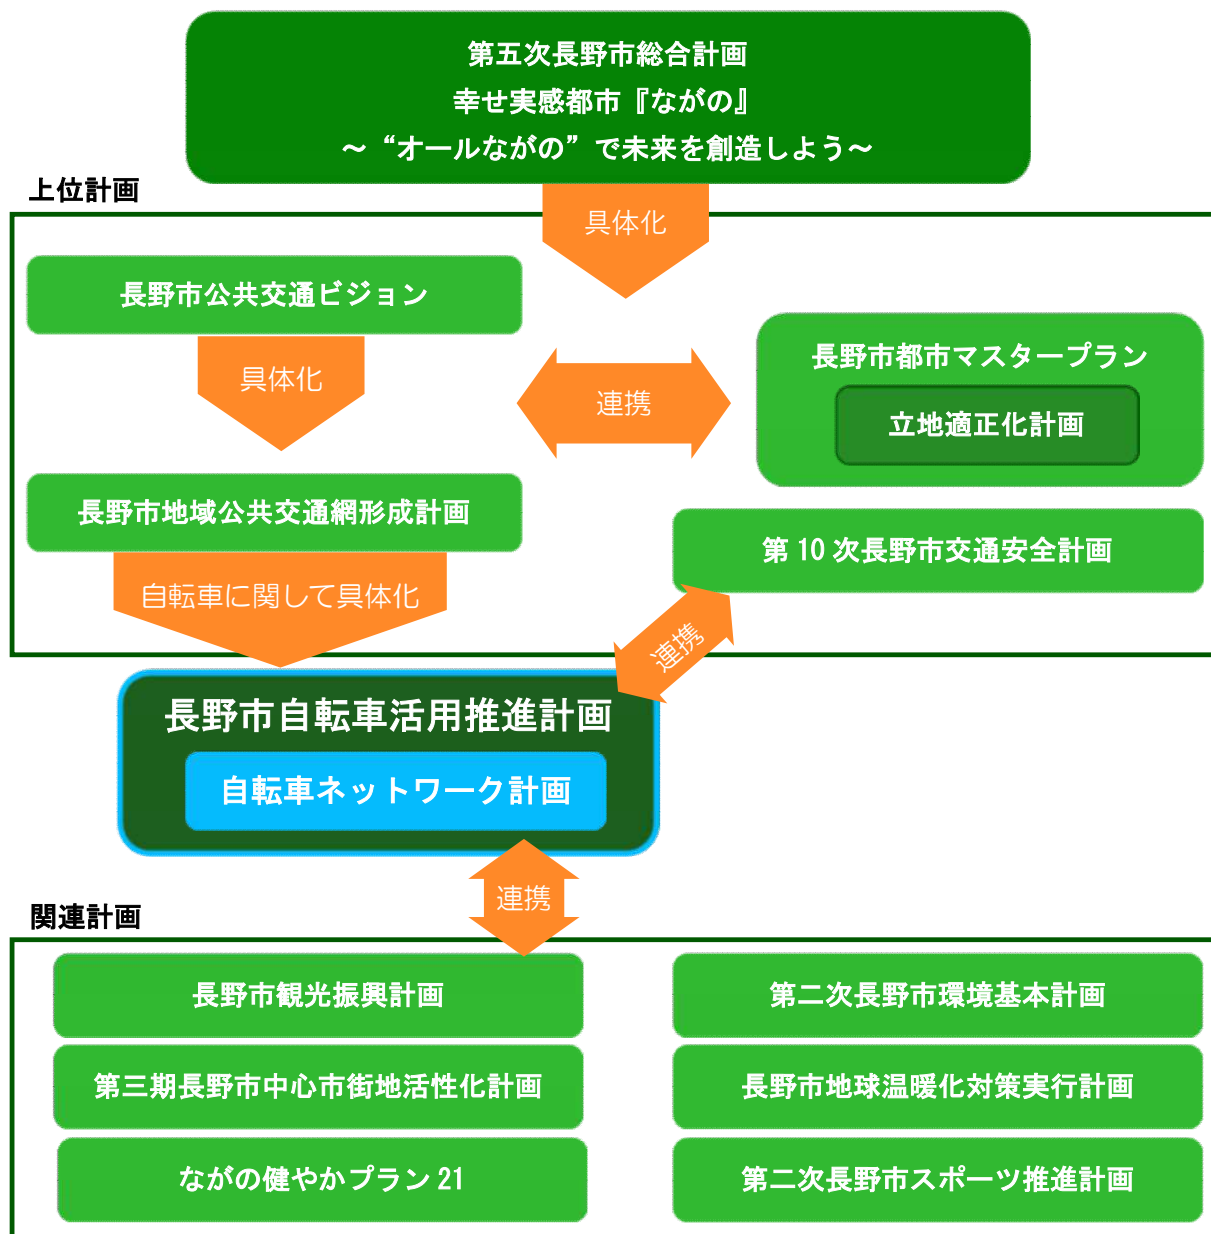 第五次長野市総合計画
幸せ実感都市『ながの』
～“オールながの”で未来を創造しよう～
上位計画
具体化
長野市公共交通ビジョン
具体化
連携
長野市都市マスタープラン
立地適正化計画
長野市地域公共交通網形成計画
第 10 次長野市交通安全計画
自転車に関して具体化
連携
長野市自転車活用推進計画
自転車ネットワーク計画
連携
関連計画
長野市観光振興計画
第二次長野市環境基本計画
第三期長野市中心市街地活性化計画
長野市地球温暖化対策実行計画
ながの健やかプラン 21
第二次長野市スポーツ推進計画